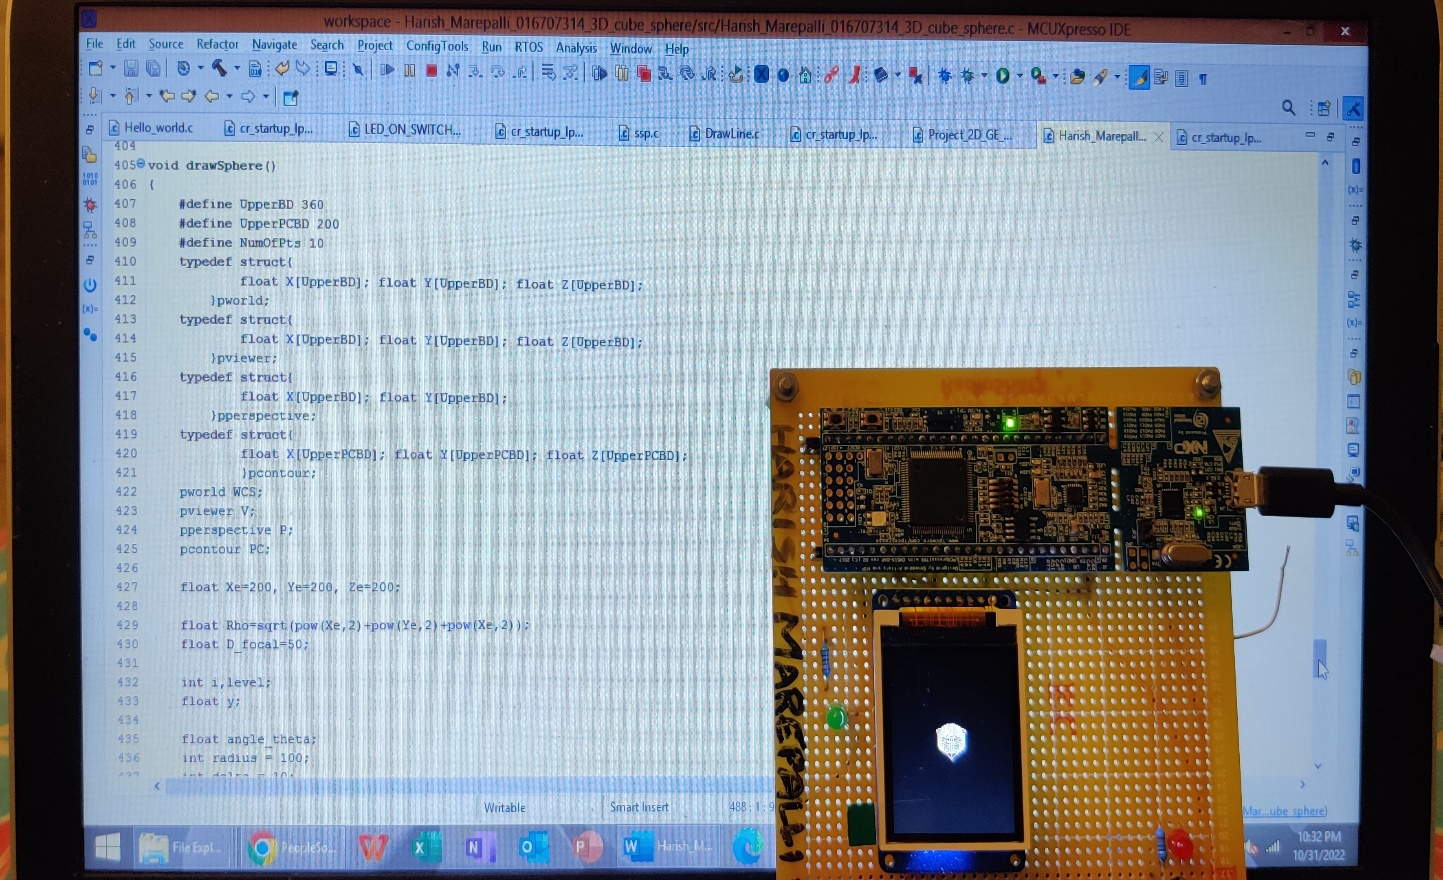 workspace - Harish_Marepalli_016707314_3D_cube_sphere/src/Harish_Marepalli_016707314_3D_cube_sphere.c - MCUXpresso IDE
File Edit Source Refactor Navigate Search Project ConfigTools Run RTOS Analysis Window Help
Hello_world.c cr_startup_lp... LED_ON_SWITCH... cr_startup_lp... ssp.c DrawLine.c cr_startup_lp... Project_2D_GE_... Harish_Marepall... cr_startup_lp...
404
405 void drawSphere()
406 {
407 #define UpperBD 360
408 #define UpperPCBD 200
409 #define NumOfPts 10
410 typedef struct{
411 float X[UpperBD]; float Y[UpperBD]; float Z[UpperBD];
412 }pworld;
413 typedef struct{
414 float X[UpperBD]; float Y[UpperBD]; float Z[UpperBD];
415 }pviewer;
416 typedef struct{
417 float X[UpperBD]; float Y[UpperBD];
418 }pperspective;
419 typedef struct{
420 float X[UpperPCBD]; float Y[UpperPCBD]; float Z[UpperPCBD];
421 }pcontour;
422 pworld WCS;
423 pviewer V;
424 pperspective P;
425 pcontour PC;
426
427 float Xe=200, Ye=200, Ze=200;
428
429 float Rho=sqrt(pow(Xe,2)+pow(Ye,2)+pow(Xe,2));
430 float D_focal=50;
431
432 int i,level;
433 float y;
434
435 float angle_theta;
436 int radius = 100;
Writable Smart Insert 488 : 1 : 9
Mar...ube sphere)
File Expl... PeopleSo... Harish_M...
10:32 PM
10/31/2022
NXP
HARISH MAREPALLI